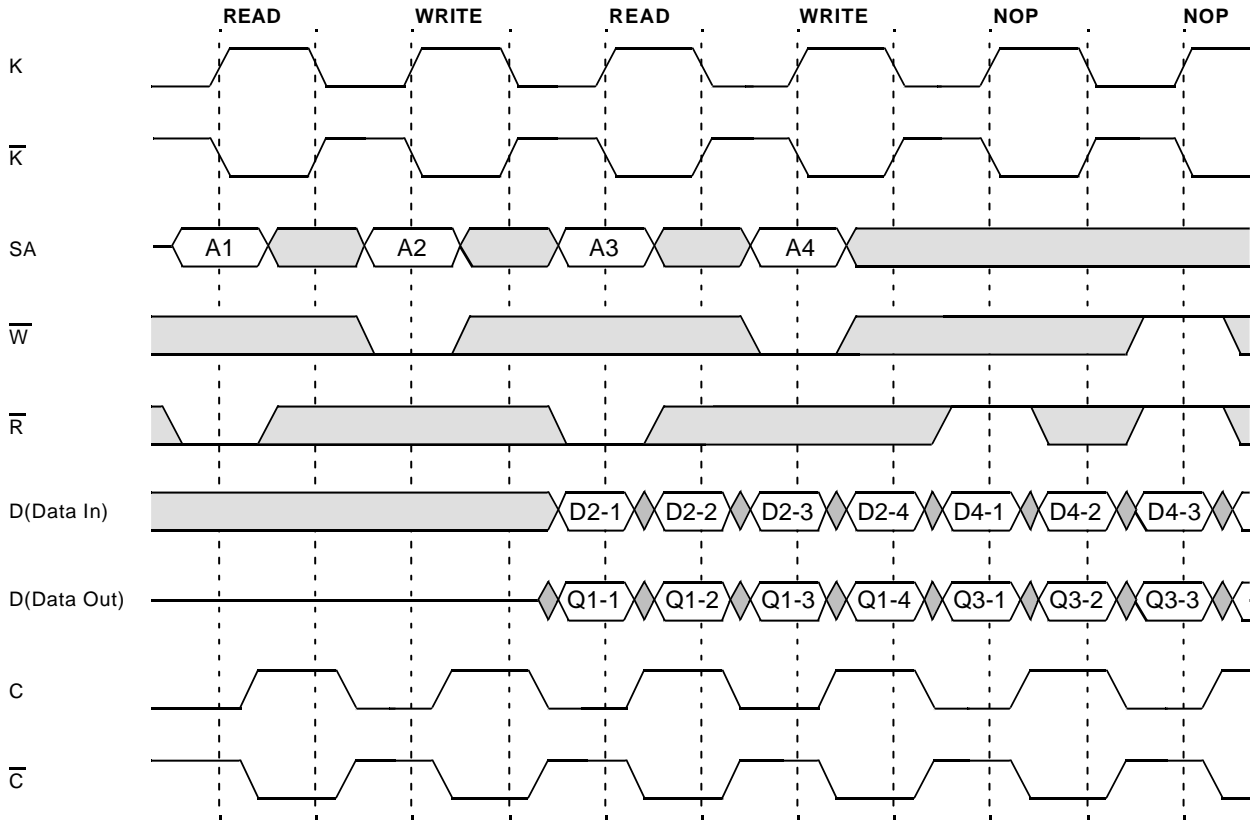 READ WRITE READ WRITE NOP NOP
K
K̅
SA A1 A2 A3 A4
W̅
R̅
D(Data In) D2-1 D2-2 D2-3 D2-4 D4-1 D4-2 D4-3
D(Data Out) Q1-1 Q1-2 Q1-3 Q1-4 Q3-1 Q3-2 Q3-3
C
C̅